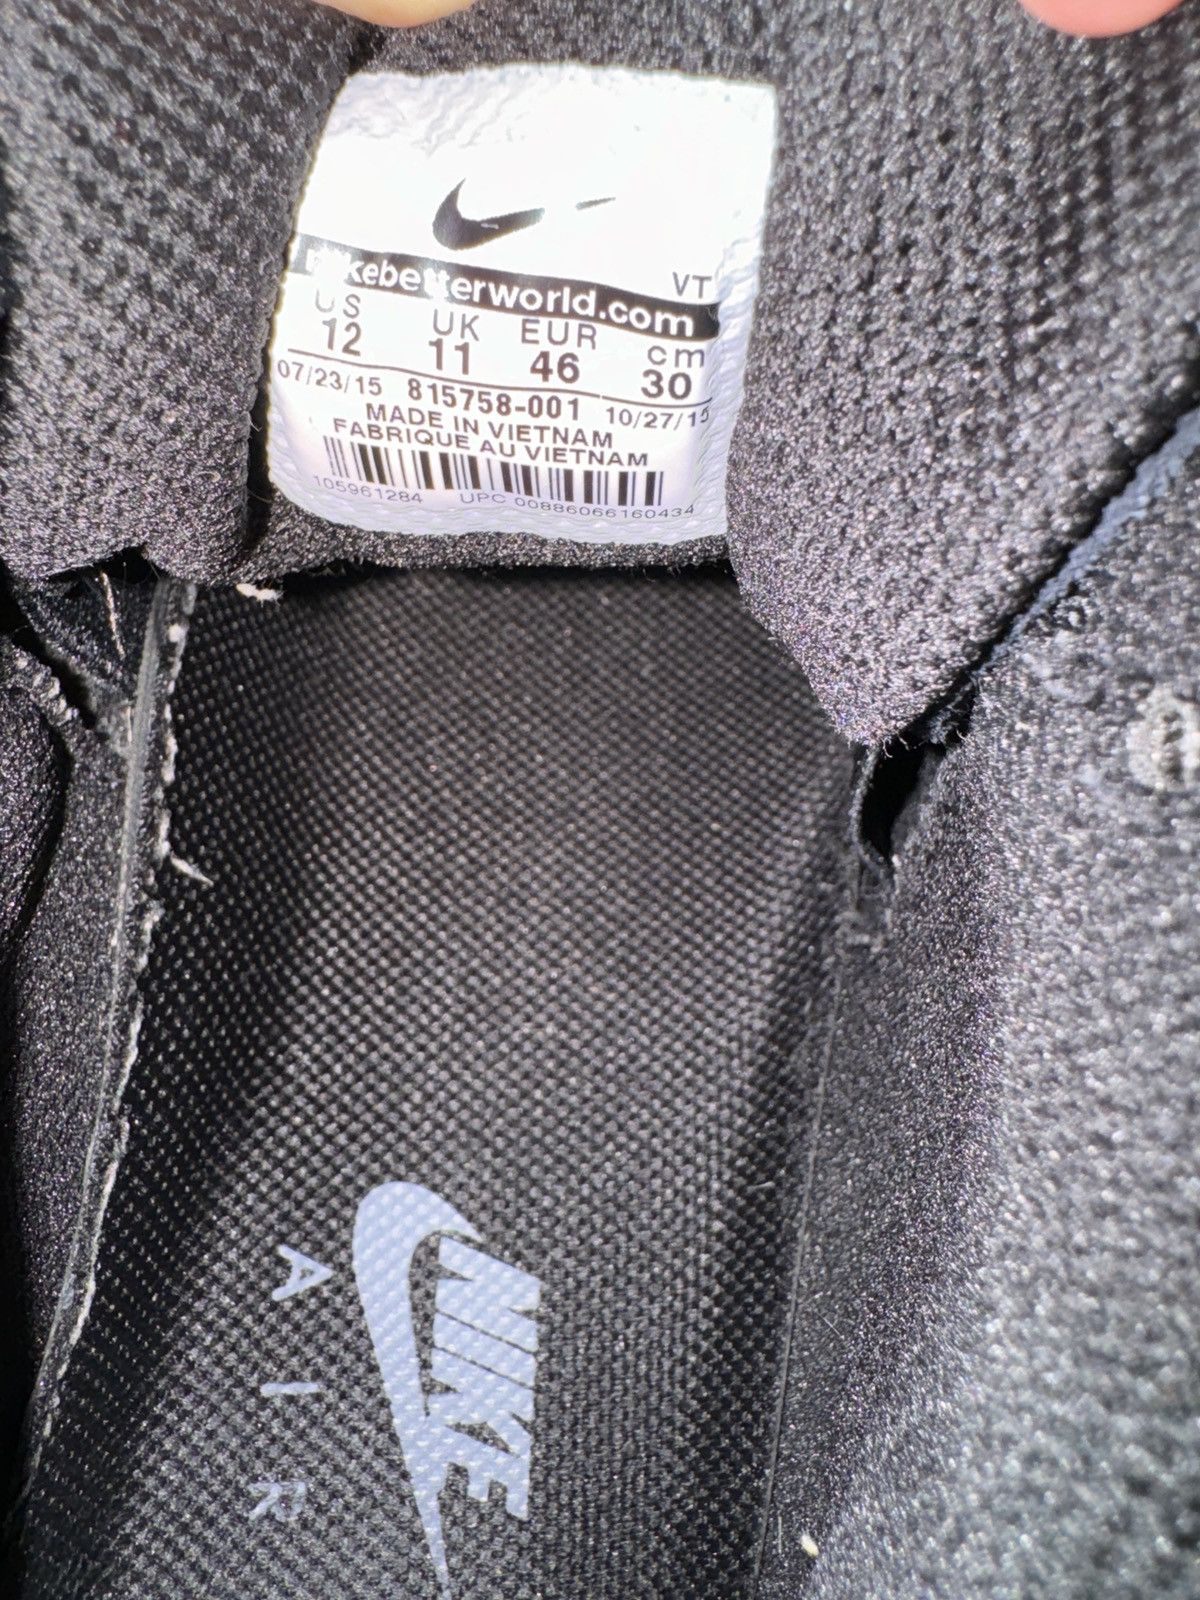 VT
nikebetterworld.com
US UK EUR cm
12 11 46 30
07/23/15 815758-001 10/27/15
MADE IN VIETNAM
FABRIQUE AU VIETNAM
105961284 UPC 00886066160434
NIKE
AIR